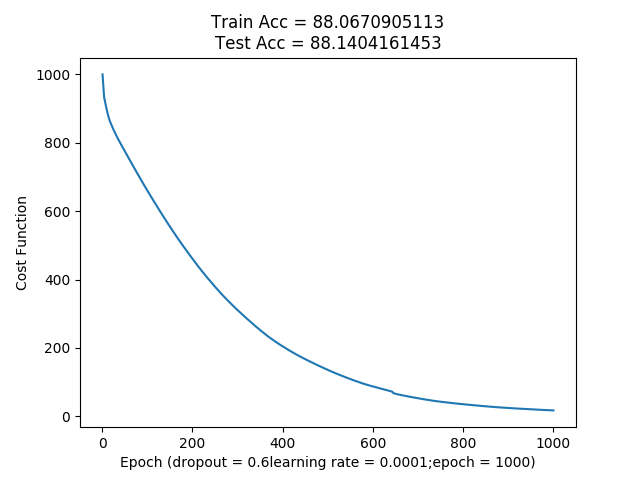 Train Acc = 88.0670905113
Test Acc = 88.1404161453
1000
800
600
400
200
0
Cost Function
0 200 400 600 800 1000
Epoch (dropout = 0.6learning rate = 0.0001;epoch = 1000)